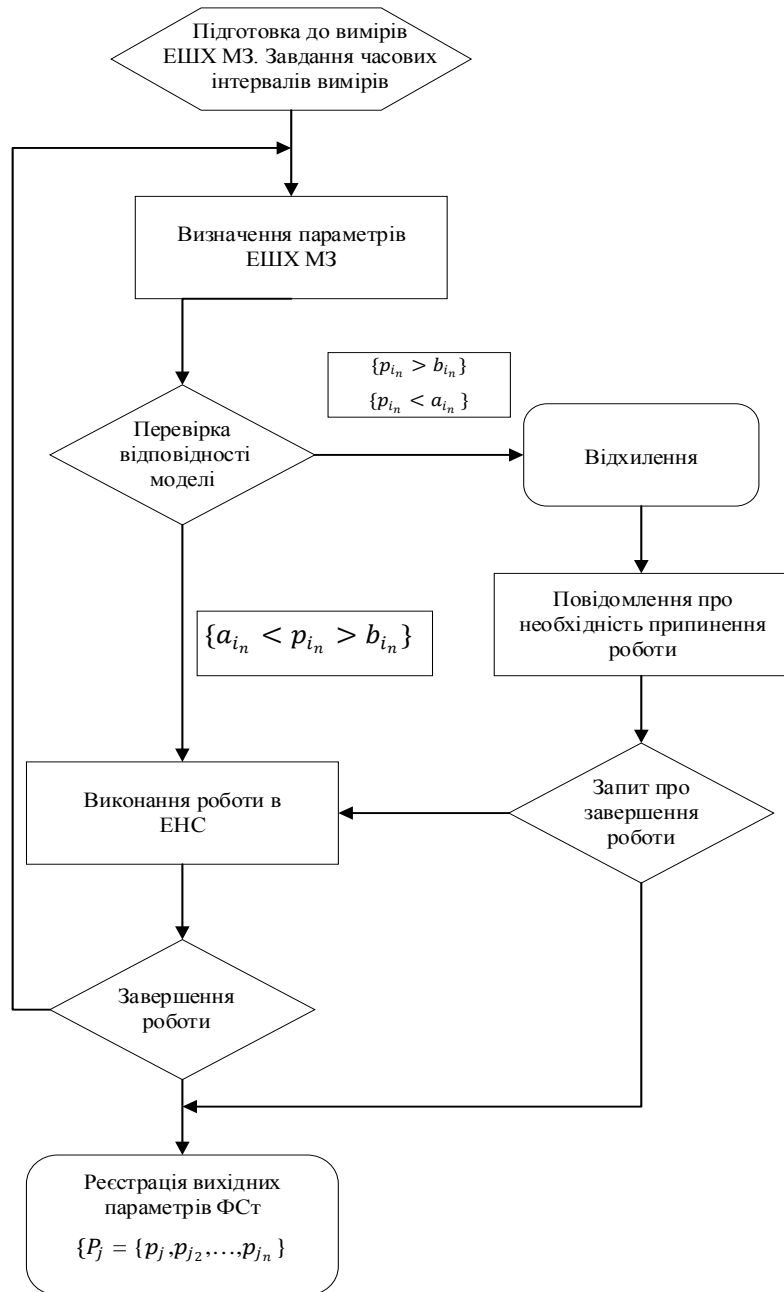 Підготовка до вимірів
ЕШХ МЗ. Завдання часових
інтервалів вимірів
Визначення параметрів
ЕШХ МЗ
{p_{i_n} > b_{i_n}}
{p_{i_n} < a_{i_n} }
Перевірка
відповідності
моделі
Відхилення
{a_{i_n} < p_{i_n} > b_{i_n}}
Повідомлення про
необхідність припинення
роботи
Виконання роботи в
ЕНС
Запит про
завершення
роботи
Завершення
роботи
Реєстрація вихідних
параметрів ФСт
{P_j = {p_j ,p_{j_2},…,p_{j_n} }